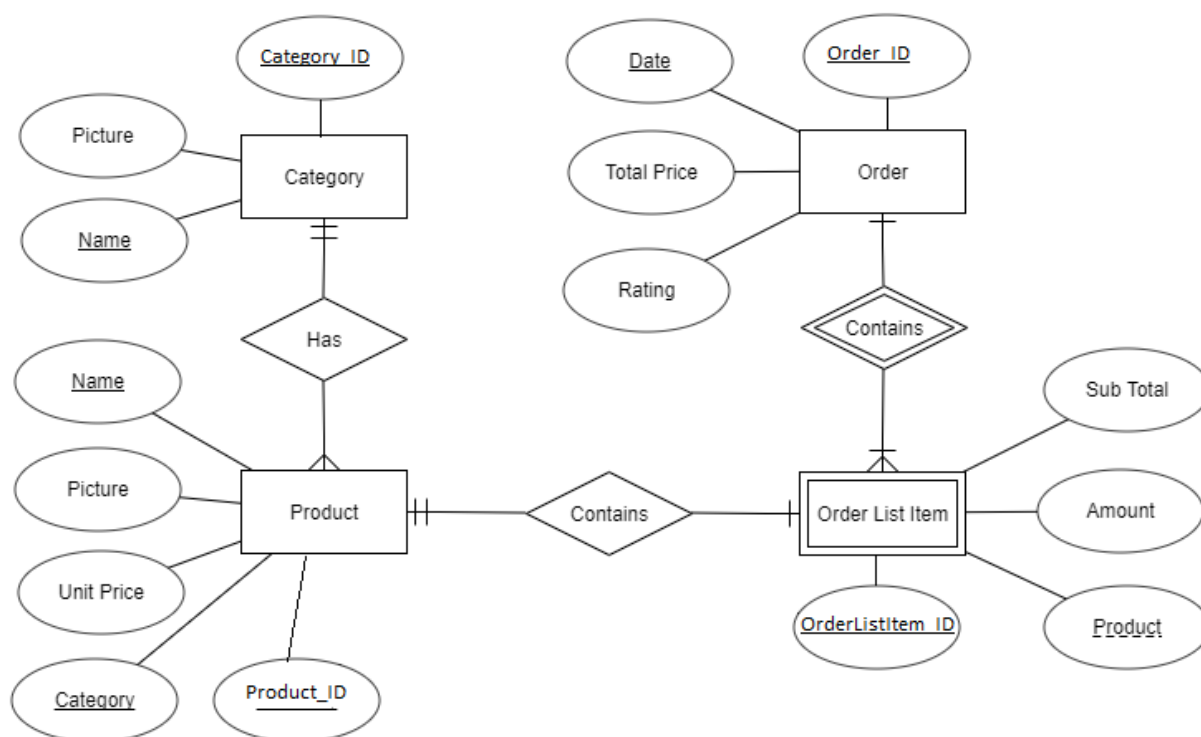 Category_ID
Order_ID
Date
Picture
Category
Total Price
Order
Name
Rating
Contains
Has
Name
Sub Total
Picture
Product
Contains
Order List Item
Amount
Unit Price
OrderListItem_ID
Product
Category
Product_ID